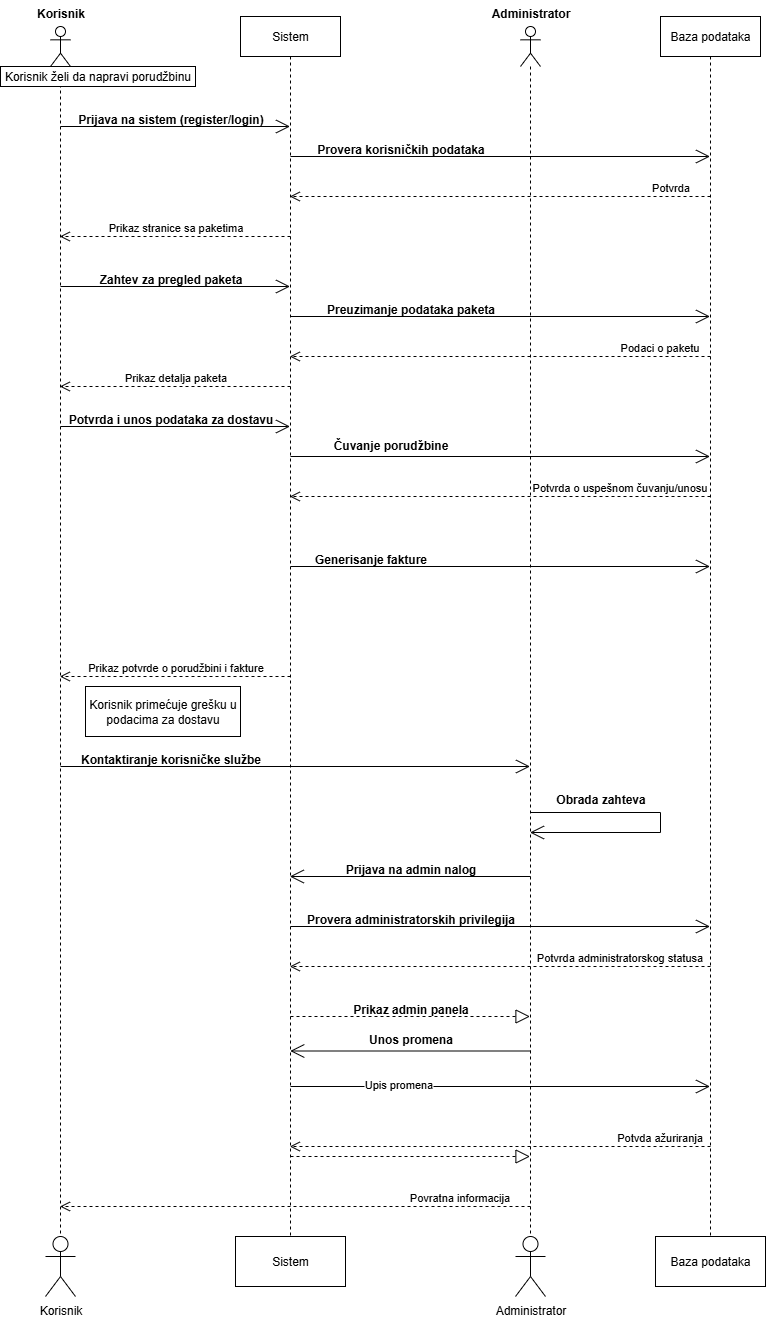 Korisnik
Sistem
Administrator
Baza podataka
Korisnik želi da napravi porudžbinu
Prijava na sistem (register/login)
Provera korisničkih podataka
Potvrda
Prikaz stranice sa paketima
Zahtev za pregled paketa
Preuzimanje podataka paketa
Podaci o paketu
Prikaz detalja paketa
Potvrda i unos podataka za dostavu
Čuvanje porudžbine
Potvrda o uspešnom čuvanju/unosu
Generisanje fakture
Prikaz potvrde o porudžbini i fakture
Korisnik primećuje grešku u
podacima za dostavu
Kontaktiranje korisničke službe
Obrada zahteva
Prijava na admin nalog
Provera administratorskih privilegija
Potvrda administratorskog statusa
Prikaz admin panela
Unos promena
Upis promena
Potvda ažuriranja
Povratna informacija
Korisnik
Sistem
Administrator
Baza podataka